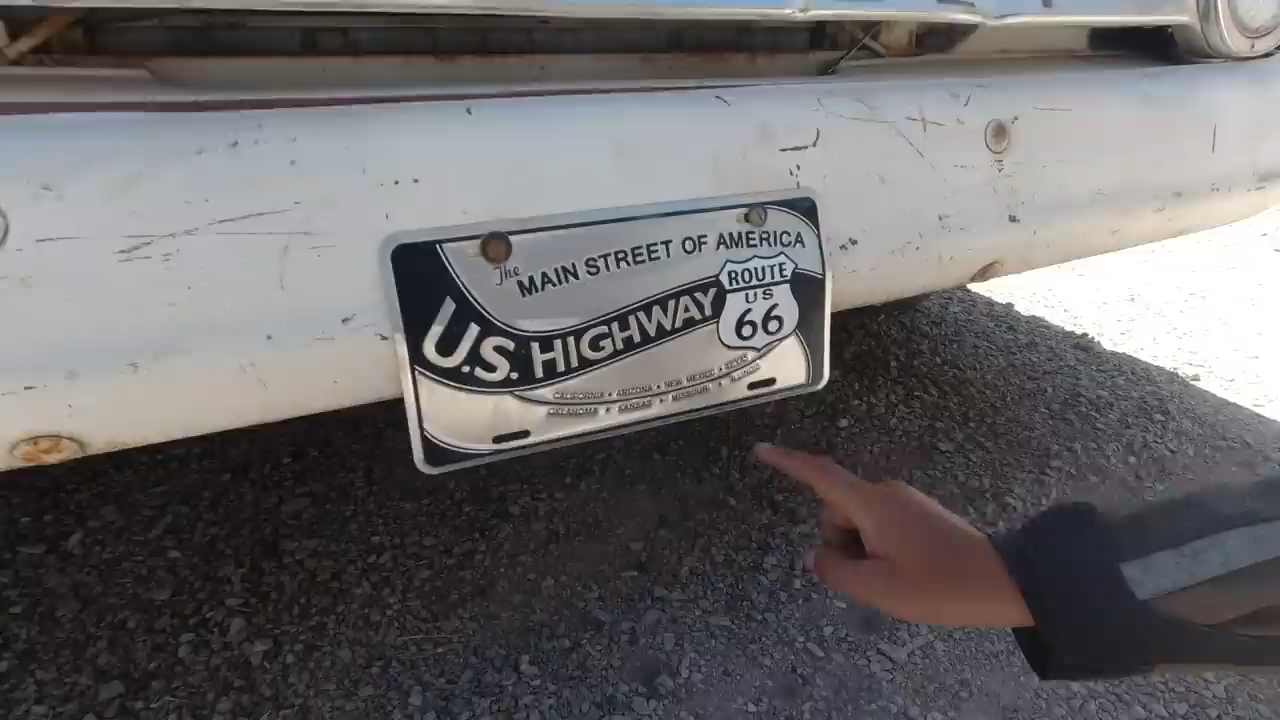 The MAIN STREET OF AMERICA
U.S. HIGHWAY
ROUTE
US
66
CALIFORNIA • ARIZONA • NEW MEXICO • TEXAS
OKLAHOMA • KANSAS • MISSOURI • ILLINOIS